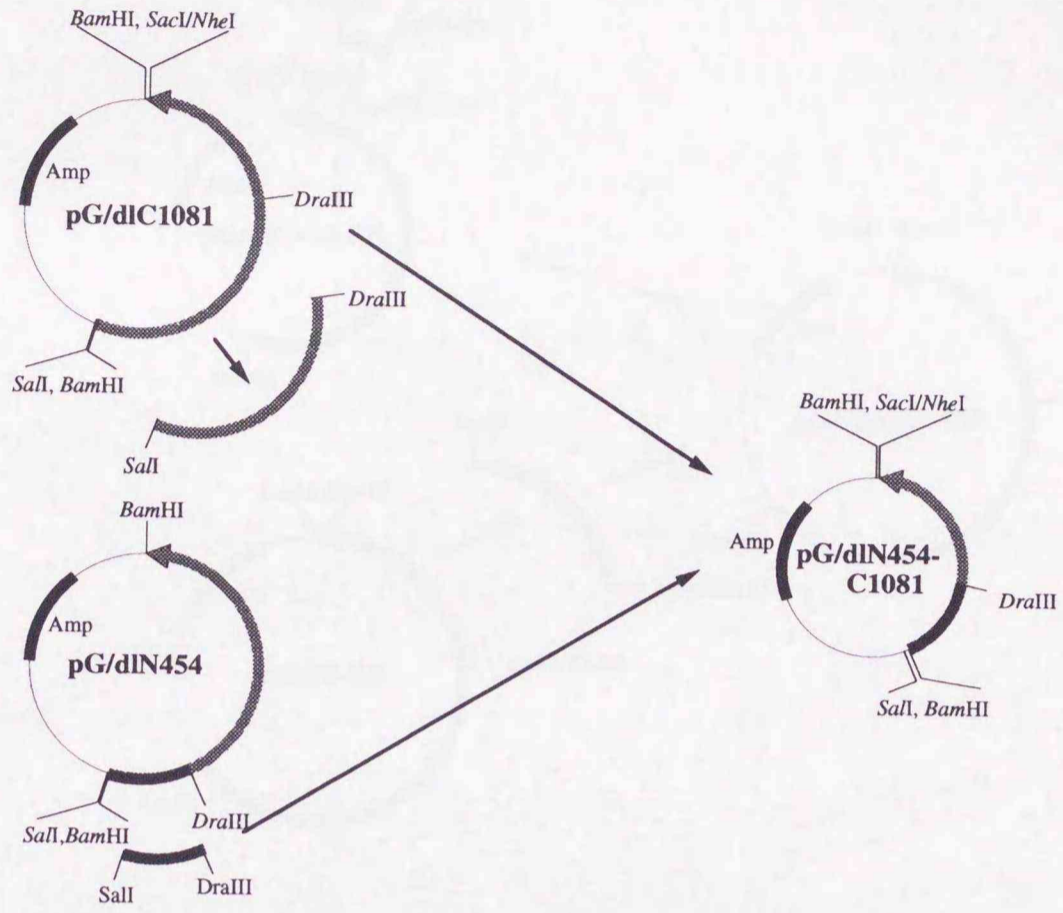 BamHI, SacI/NheI
Amp
pG/dlC1081
DraIII
DraIII
SalI, BamHI
SalI
BamHI
Amp
pG/dlN454
SalI,BamHI
DraIII
SalI
DraIII
BamHI, SacI/NheI
Amp
pG/dlN454-
C1081
DraIII
SalI, BamHI